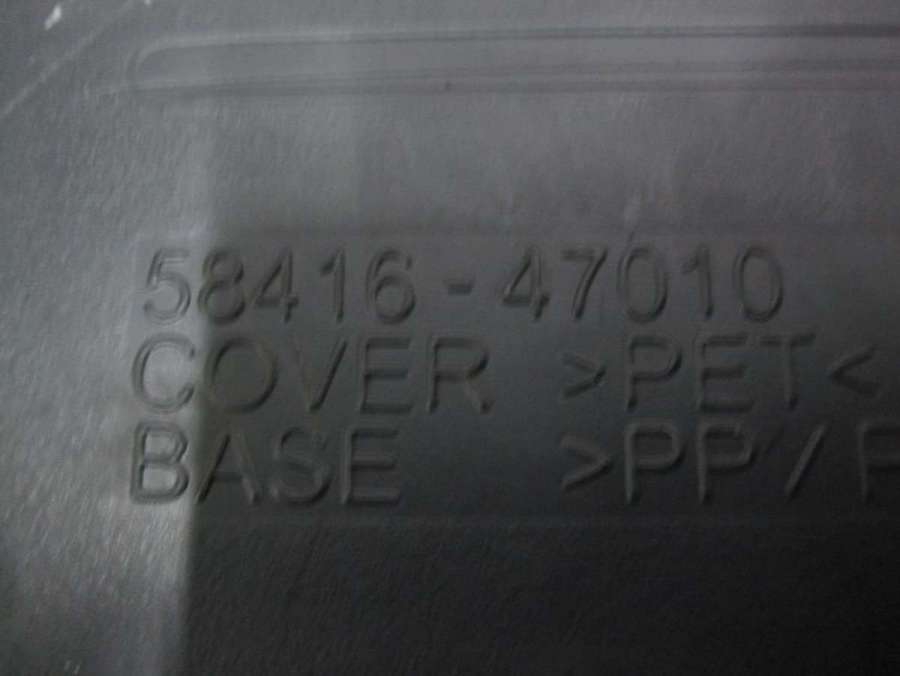 58416-47010
COVER >PET<
BASE >PP/P